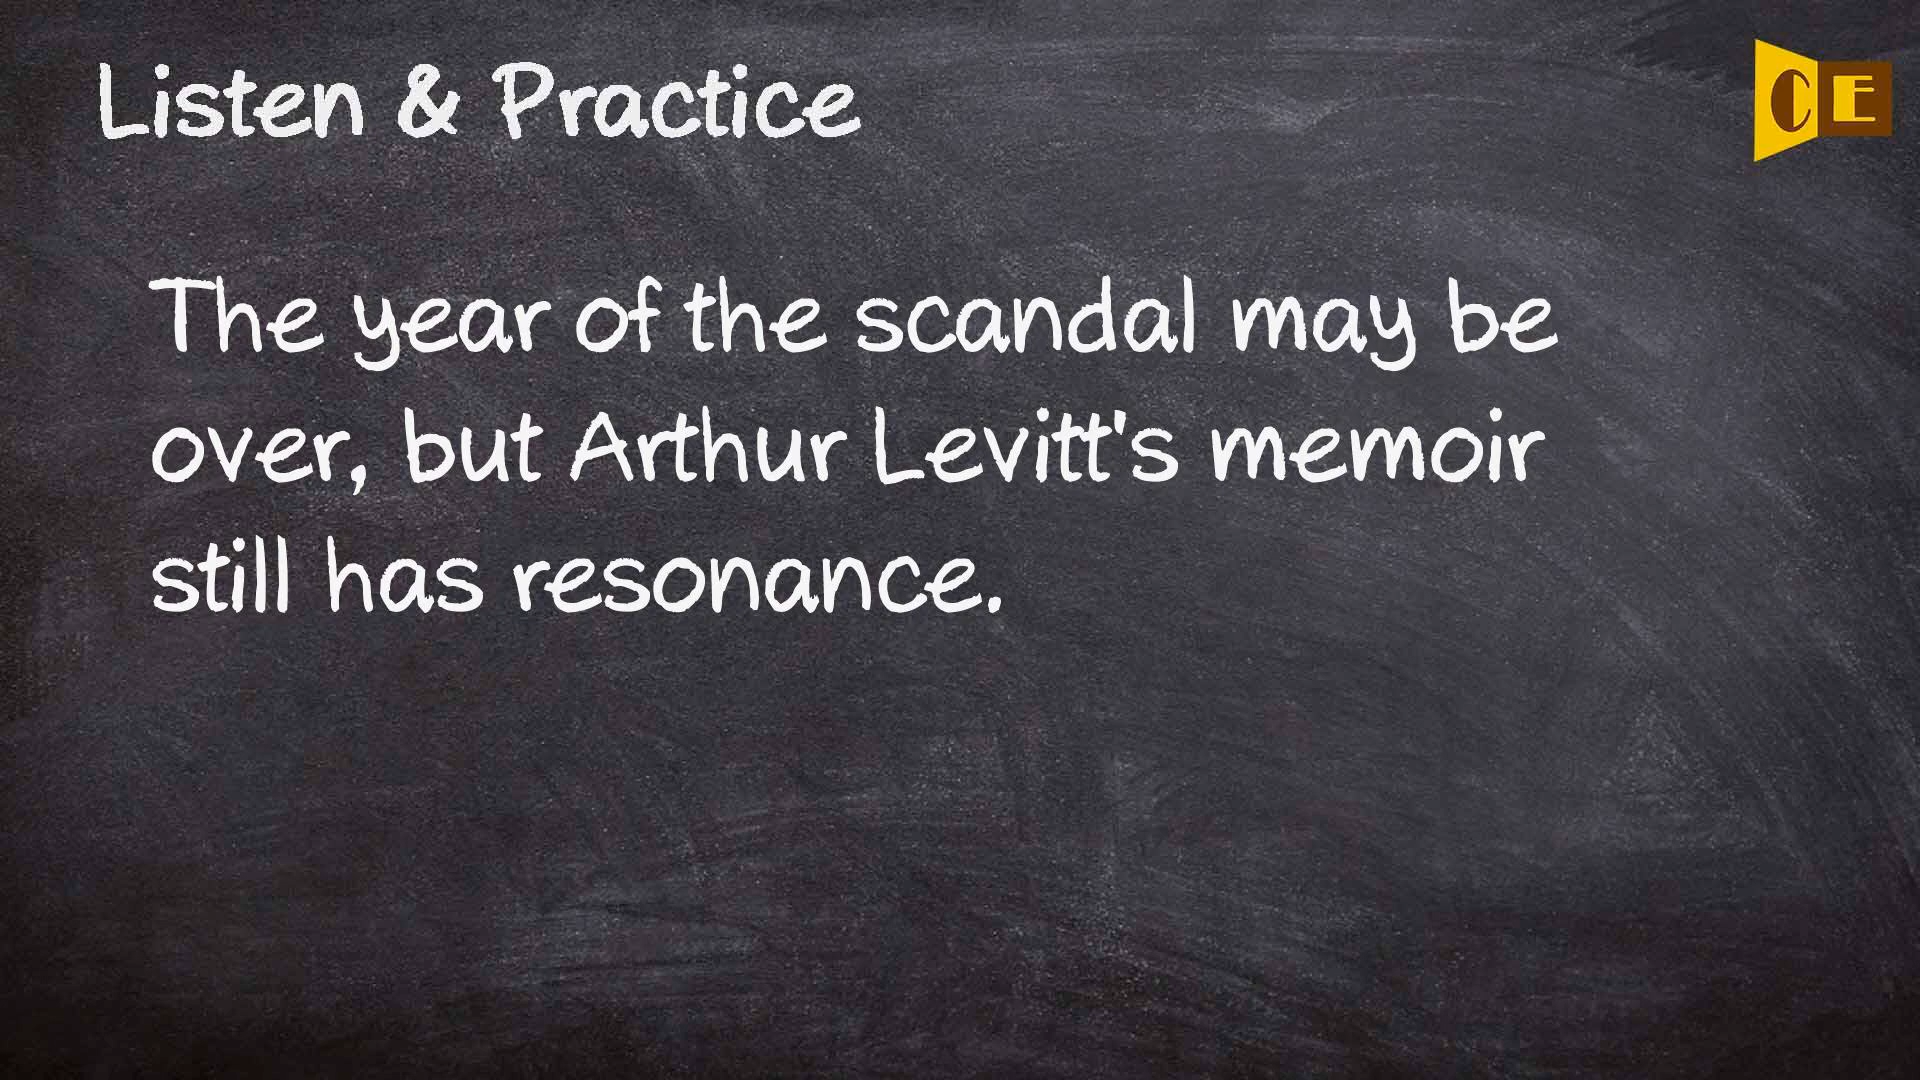 Listen & Practice
CE
The year of the scandal may be
over, but Arthur Levitt's memoir
still has resonance.